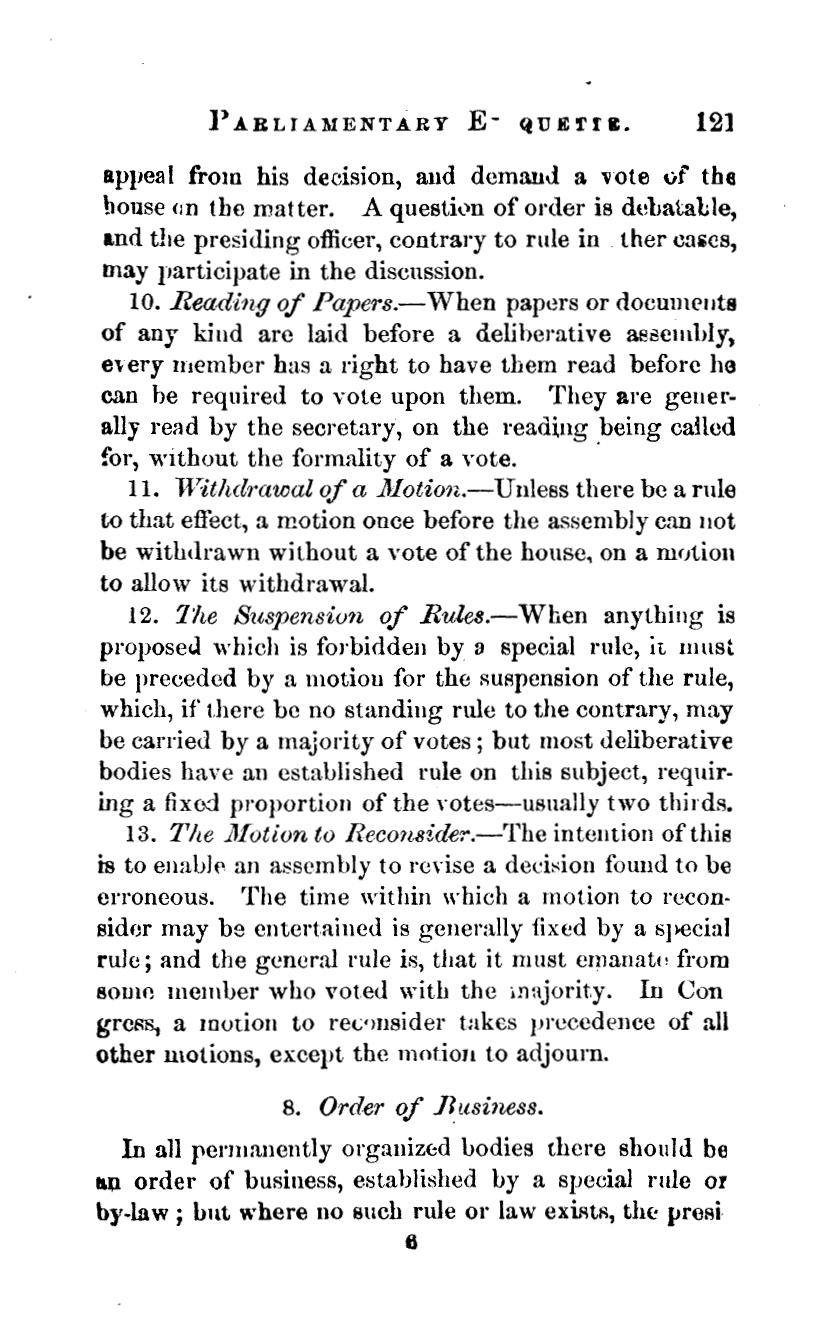 PARLIAMENTARY E- QUETTE. 121
appeal from his decision, and demand a vote of the
house on the matter. A question of order is debatable,
and the presiding officer, contrary to rule in ther cases,
may participate in the discussion.
10. Reading of Papers.—When papers or documents
of any kind are laid before a deliberative assembly,
every member has a right to have them read before he
can be required to vote upon them. They are gener-
ally read by the secretary, on the reading being called
for, without the formality of a vote.
11. Withdrawal of a Motion.—Unless there be a rule
to that effect, a motion once before the assembly can not
be withdrawn without a vote of the house, on a motion
to allow its withdrawal.
12. The Suspension of Rules.—When anything is
proposed which is forbidden by a special rule, it must
be preceded by a motion for the suspension of the rule,
which, if there be no standing rule to the contrary, may
be carried by a majority of votes; but most deliberative
bodies have an established rule on this subject, requir-
ing a fixed proportion of the votes—usually two thirds.
13. The Motion to Reconsider.—The intention of this
is to enable an assembly to revise a decision found to be
erroneous. The time within which a motion to recon-
sider may be entertained is generally fixed by a special
rule; and the general rule is, that it must emanate from
some member who voted with the majority. In Con
gress, a motion to reconsider takes precedence of all
other motions, except the motion to adjourn.
8. Order of Business.
In all permanently organized bodies there should be
an order of business, established by a special rule or
by-law; but where no such rule or law exists, the presi
6